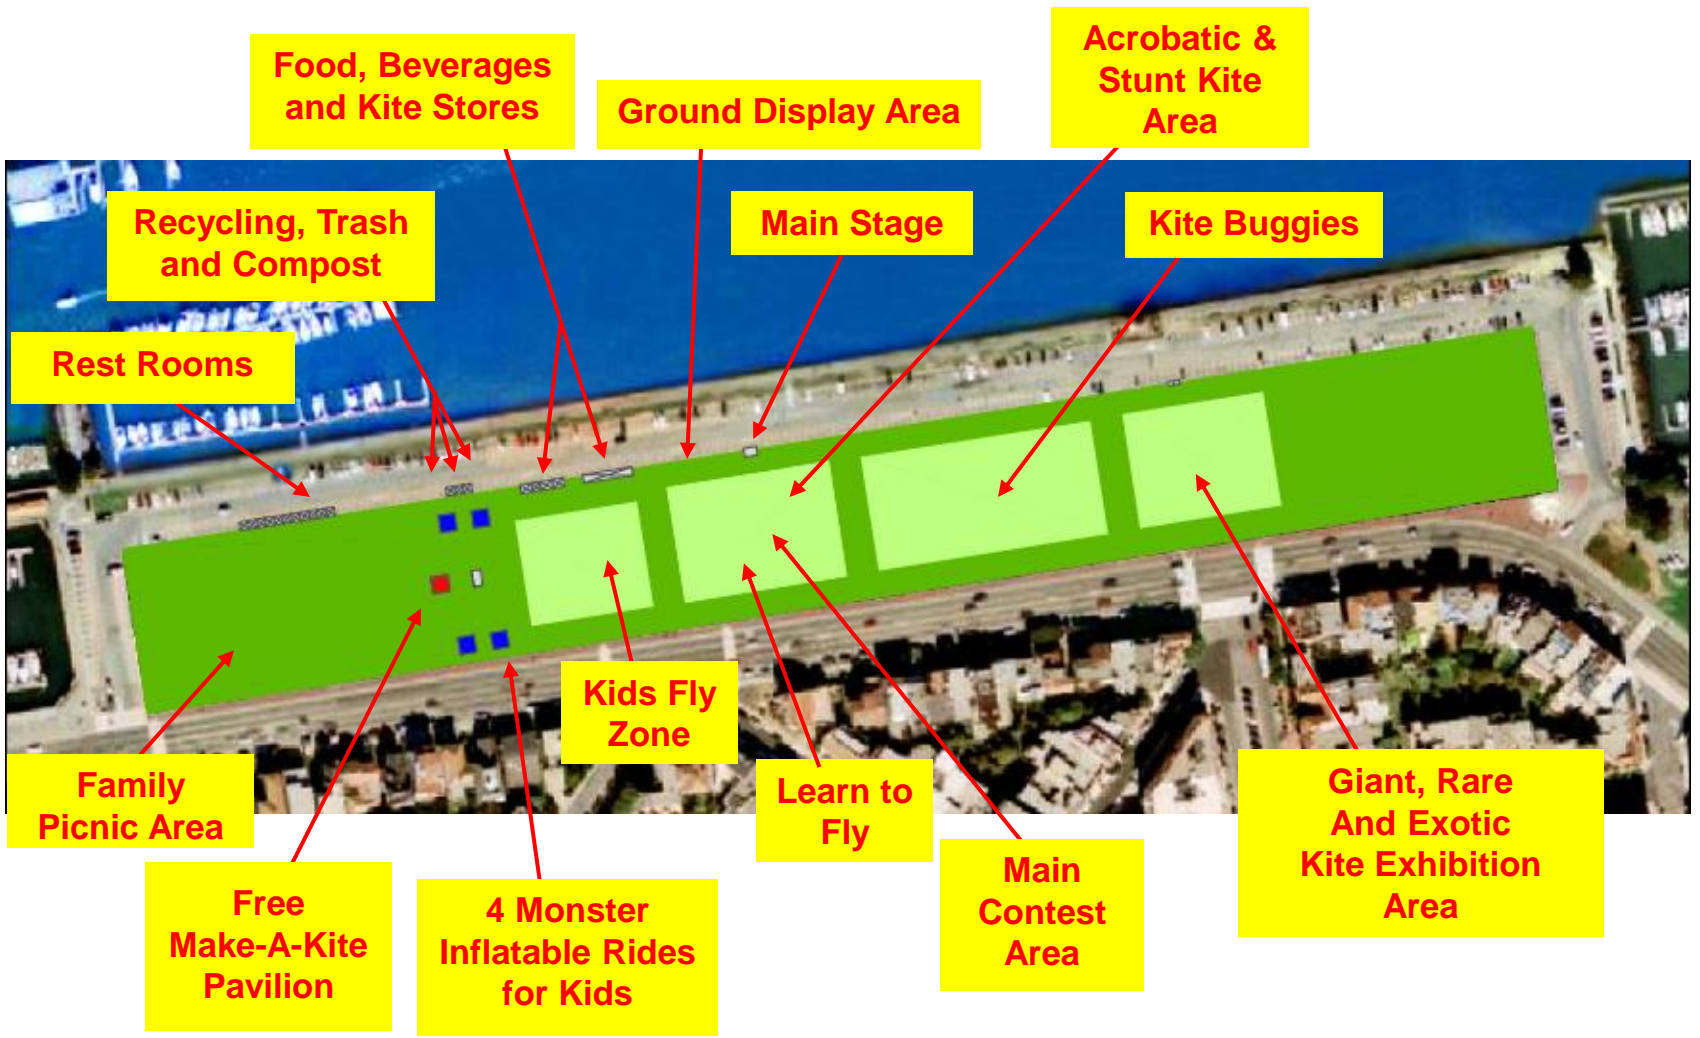 Food, Beverages
and Kite Stores
Ground Display Area
Acrobatic &
Stunt Kite
Area
Recycling, Trash
and Compost
Main Stage
Kite Buggies
Rest Rooms
Kids Fly
Zone
Family
Picnic Area
Learn to
Fly
Giant, Rare
And Exotic
Kite Exhibition
Area
Free
Make-A-Kite
Pavilion
4 Monster
Inflatable Rides
for Kids
Main
Contest
Area